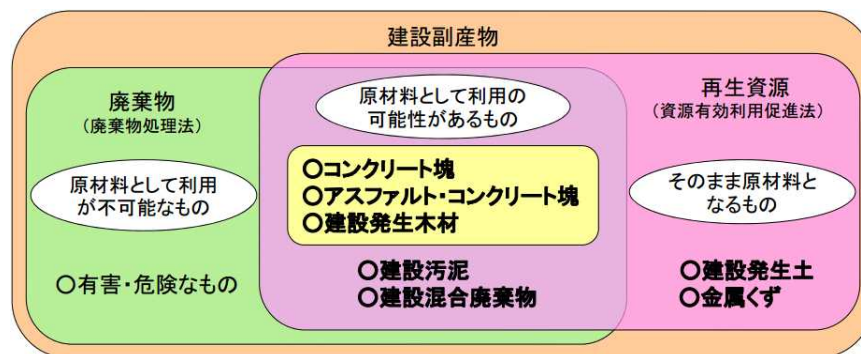 建設副産物
廃棄物
(廃棄物処理法)
原材料として利用
が不可能なもの
○有害・危険なもの
原材料として利用の
可能性があるもの
○コンクリート塊
○アスファルト・コンクリート塊
○建設発生木材
○建設汚泥
○建設混合廃棄物
再生資源
(資源有効利用促進法)
そのまま原材料と
なるもの
○建設発生土
○金属くず